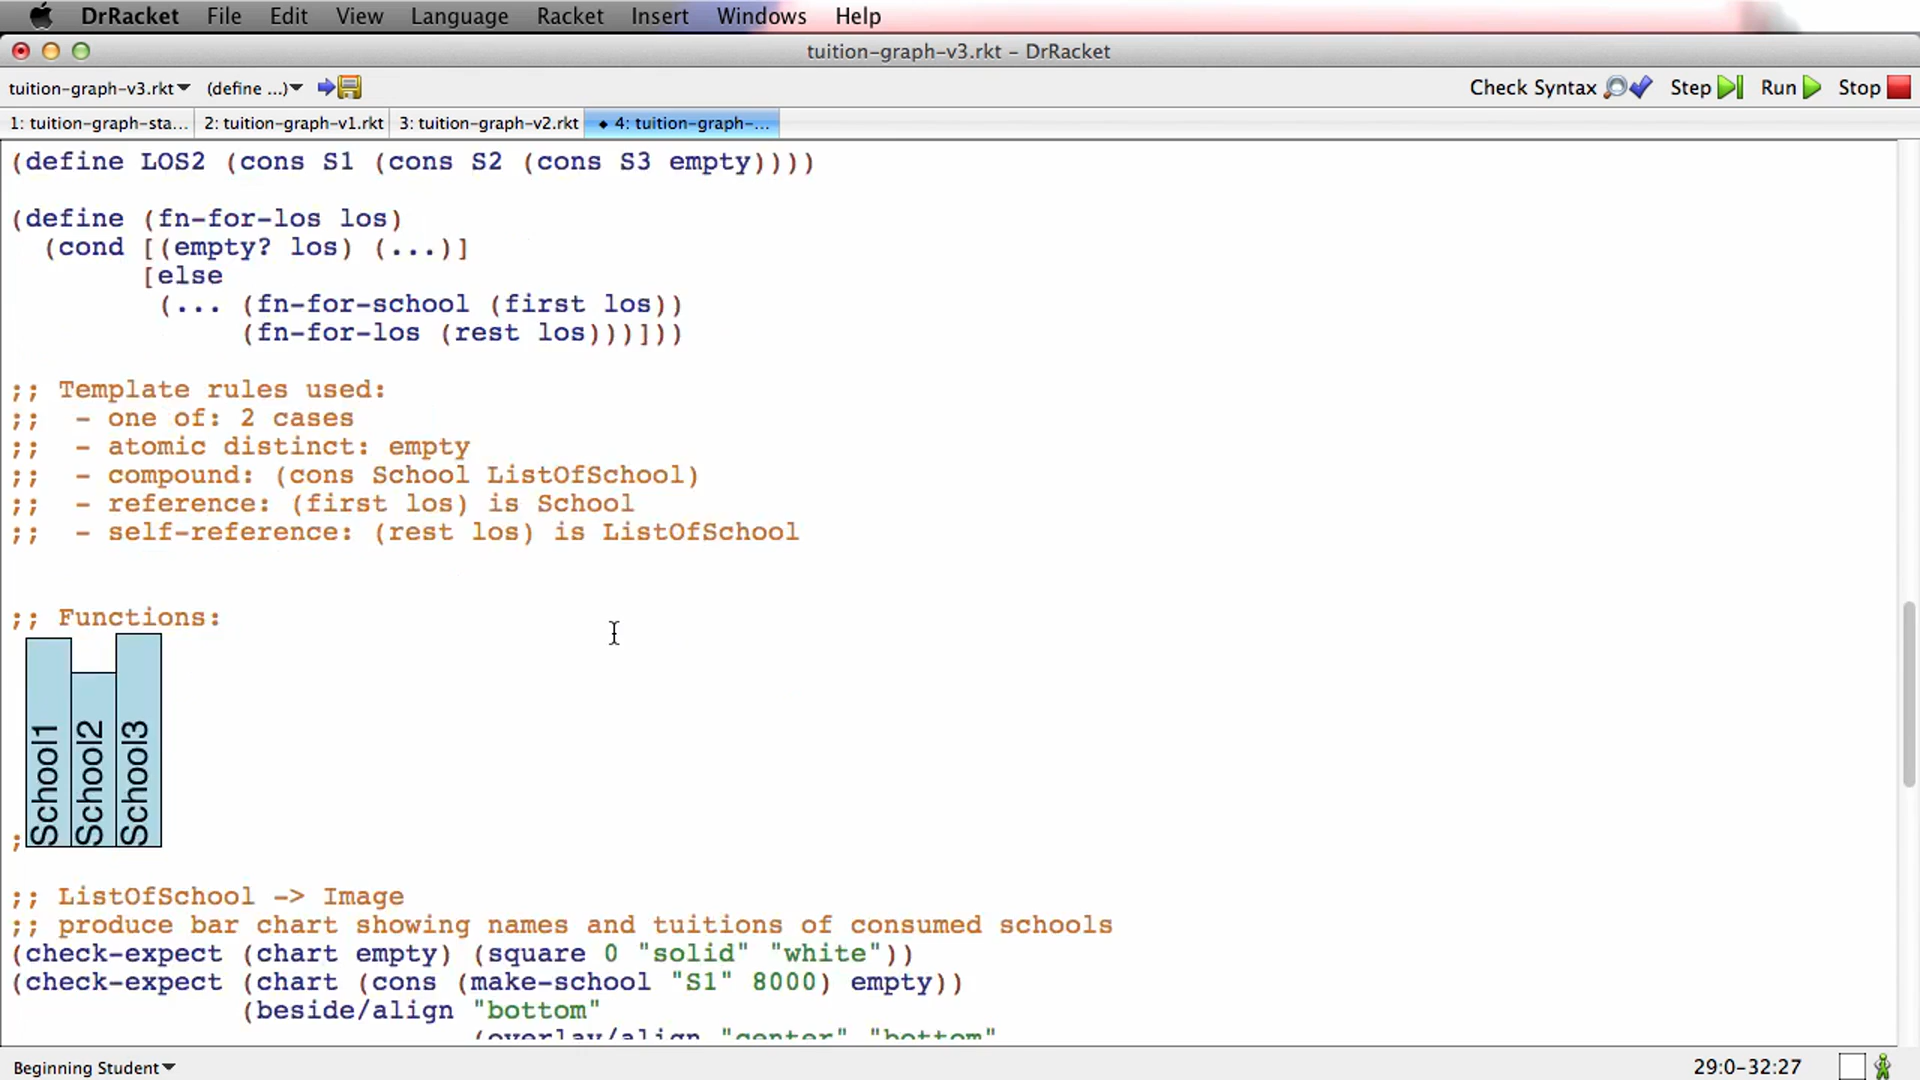 DrRacket File Edit View Language Racket Insert Windows Help
tuition-graph-v3.rkt - DrRacket
tuition-graph-v3.rkt (define ...) Check Syntax Step Run Stop
1: tuition-graph-sta... 2: tuition-graph-v1.rkt 3: tuition-graph-v2.rkt 4: tuition-graph-...
(define LOS2 (cons S1 (cons S2 (cons S3 empty))))
(define (fn-for-los los)
(cond [(empty? los) (...)]
[else
(... (fn-for-school (first los))
(fn-for-los (rest los)))]))
;; Template rules used:
;; - one of: 2 cases
;; - atomic distinct: empty
;; - compound: (cons School ListOfSchool)
;; - reference: (first los) is School
;; - self-reference: (rest los) is ListOfSchool
;; Functions:
;
School1
School2
School3
;; ListOfSchool -> Image
;; produce bar chart showing names and tuitions of consumed schools
(check-expect (chart empty) (square 0 "solid" "white"))
(check-expect (chart (cons (make-school "S1" 8000) empty))
(beside/align "bottom"
(overlay/align "center" "bottom"
Beginning Student 29:0-32:27